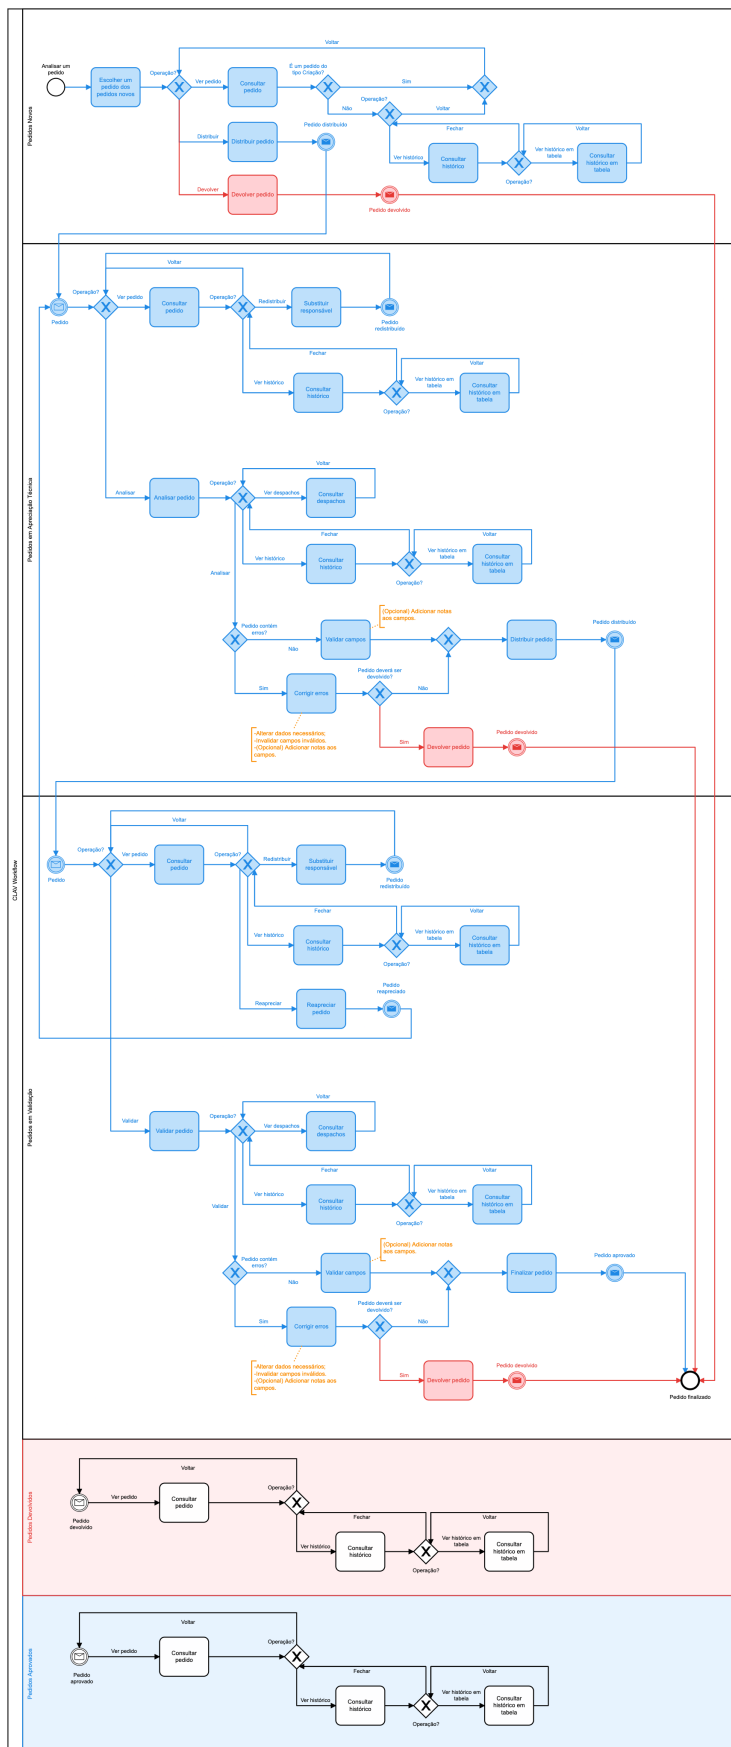 CLAV Workflow
Pedidos Novos
Voltar
Analisar um
pedido
Escolher um
pedido dos
pedidos novos
Operação?
Ver pedido
Consultar
pedido
É um pedido do
tipo Criação?
Sim
Não
Operação?
Voltar
Distribuir
Distribuir pedido
Pedido distribuído
Fechar
Voltar
Ver histórico
Consultar
histórico
Operação?
Ver histórico em
tabela
Consultar
histórico em
tabela
Devolver
Devolver pedido
Pedido devolvido
Pedidos em Apreciação Técnica
Voltar
Pedido
Operação?
Ver pedido
Consultar
pedido
Operação?
Redistribuir
Substituir
responsável
Pedido
redistribuído
Fechar
Voltar
Ver histórico
Consultar
histórico
Operação?
Ver histórico em
tabela
Consultar
histórico em
tabela
Analisar
Analisar pedido
Operação?
Voltar
Ver despachos
Consultar
despachos
Fechar
Voltar
Ver histórico
Consultar
histórico
Operação?
Ver histórico em
tabela
Consultar
histórico em
tabela
Analisar
Pedido contém
erros?
Não
Validar campos
(Opcional) Adicionar notas
aos campos.
Distribuir pedido
Pedido distribuído
Sim
Corrigir erros
Pedido deverá ser
devolvido?
Não
-Alterar dados necessários;
-Invalidar campos inválidos.
-(Opcional) Adicionar notas aos
campos.
Sim
Devolver pedido
Pedido devolvido
Pedidos em Validação
Voltar
Pedido
Operação?
Ver pedido
Consultar
pedido
Operação?
Redistribuir
Substituir
responsável
Pedido
redistribuído
Fechar
Voltar
Ver histórico
Consultar
histórico
Operação?
Ver histórico em
tabela
Consultar
histórico em
tabela
Reapreciar
Reapreciar
pedido
Pedido
reapreciado
Validar
Validar pedido
Operação?
Voltar
Ver despachos
Consultar
despachos
Fechar
Voltar
Ver histórico
Consultar
histórico
Operação?
Ver histórico em
tabela
Consultar
histórico em
tabela
Validar
Pedido contém
erros?
Não
Validar campos
(Opcional) Adicionar notas
aos campos.
Finalizar pedido
Pedido aprovado
Sim
Corrigir erros
Pedido deverá ser
devolvido?
Não
-Alterar dados necessários;
-Invalidar campos inválidos.
-(Opcional) Adicionar notas aos
campos.
Sim
Devolver pedido
Pedido devolvido
Pedido finalizado
Pedidos Devolvidos
Voltar
Pedido
devolvido
Ver pedido
Consultar
pedido
Operação?
Fechar
Voltar
Ver histórico
Consultar
histórico
Operação?
Ver histórico em
tabela
Consultar
histórico em
tabela
Pedidos Aprovados
Voltar
Pedido
aprovado
Ver pedido
Consultar
pedido
Operação?
Fechar
Voltar
Ver histórico
Consultar
histórico
Operação?
Ver histórico em
tabela
Consultar
histórico em
tabela